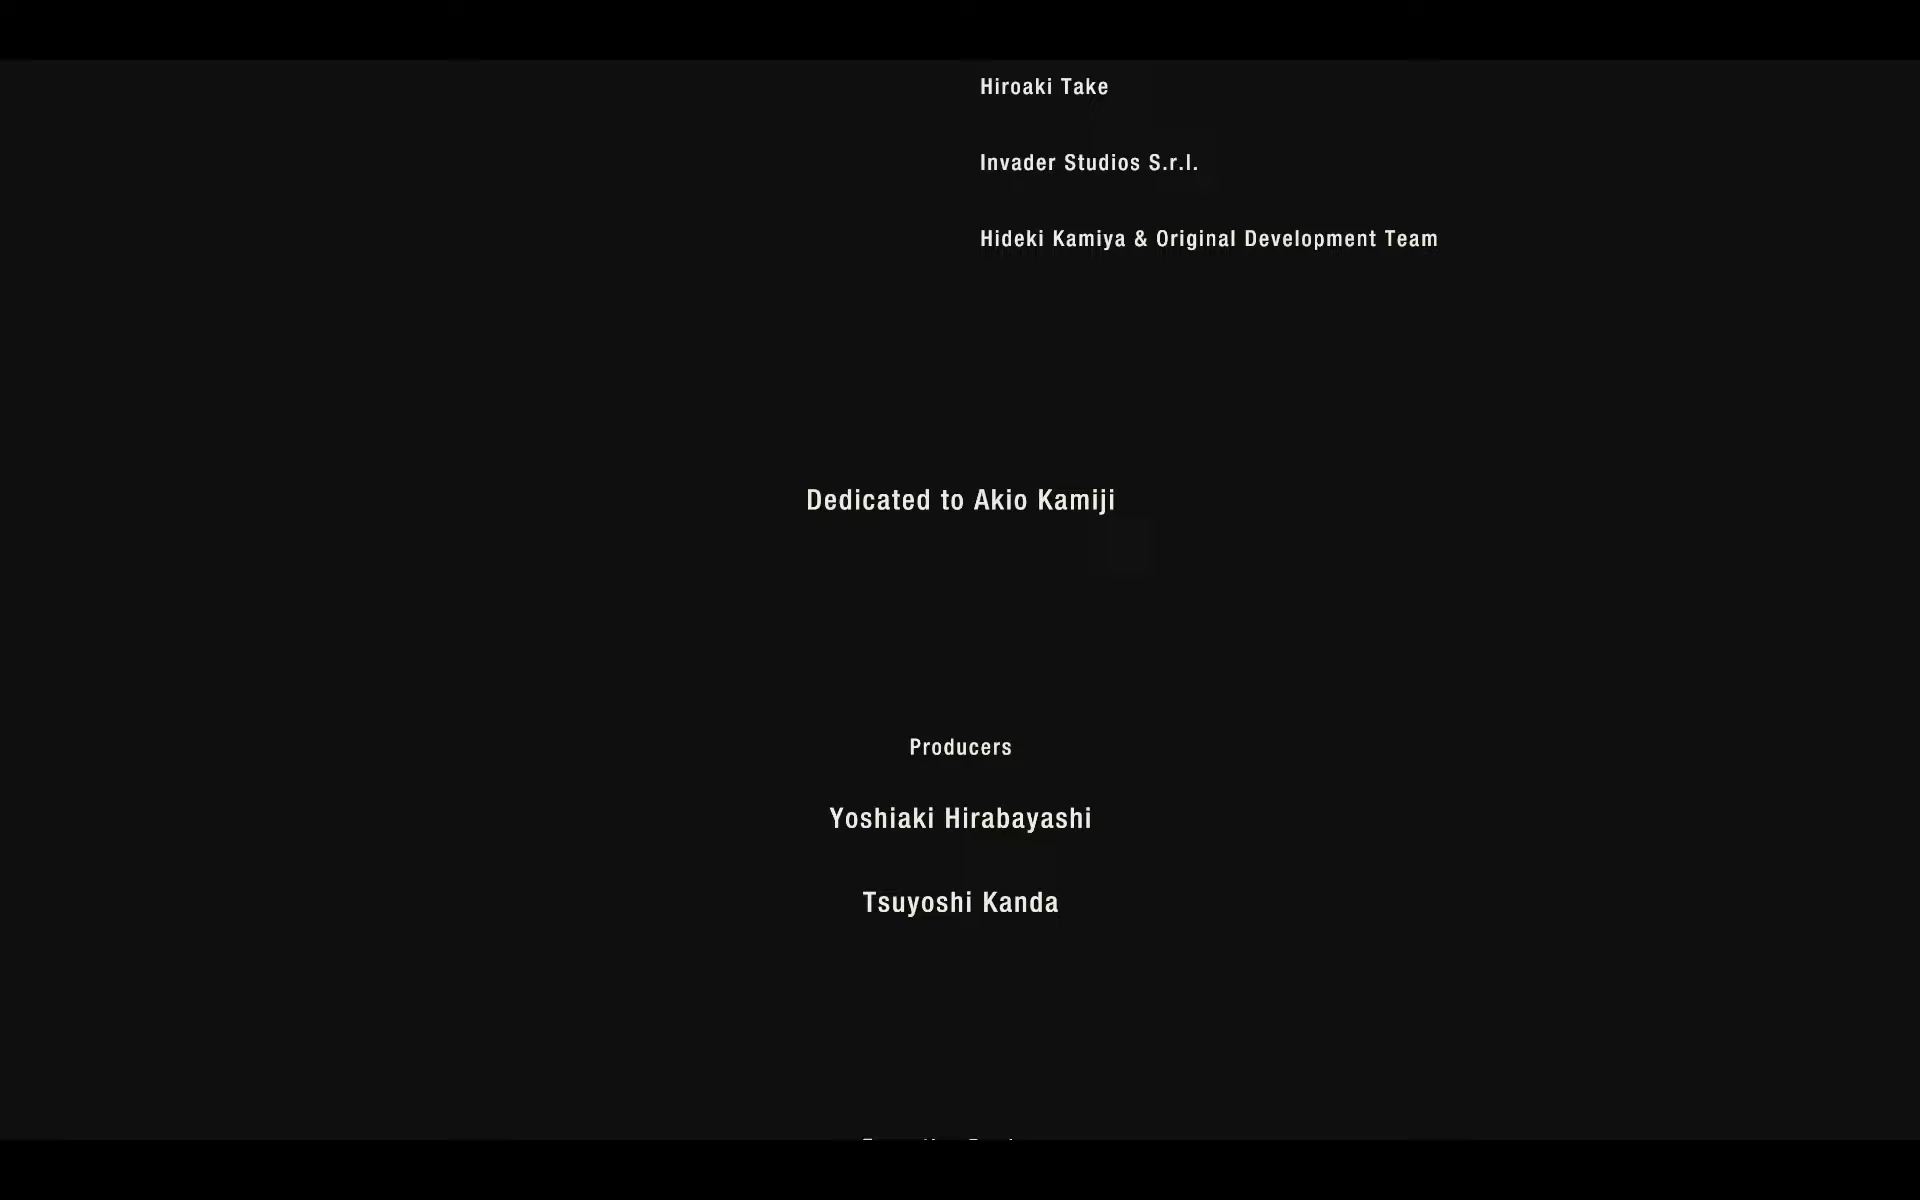 Hiroaki Take
Invader Studios S.r.l.
Hideki Kamiya & Original Development Team
Dedicated to Akio Kamiji
Producers
Yoshiaki Hirabayashi
Tsuyoshi Kanda